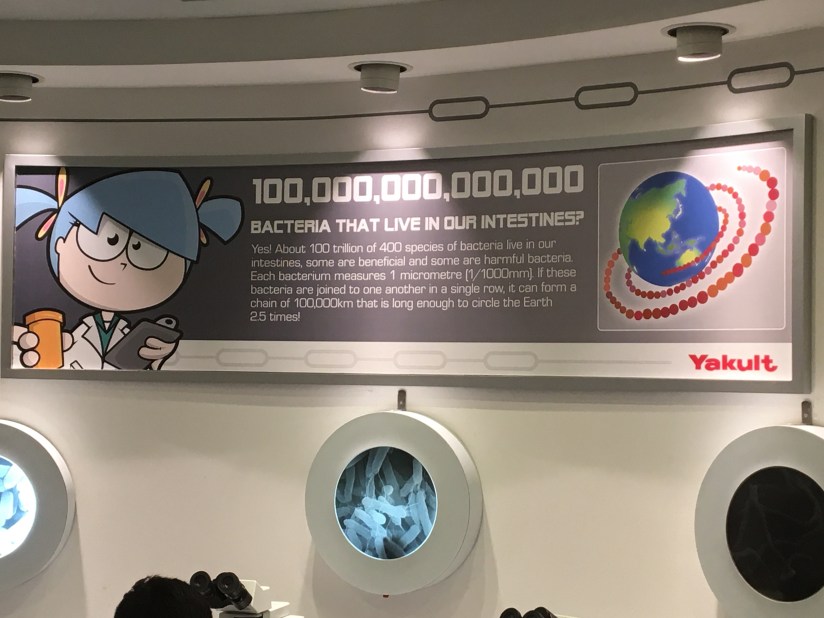 100,000,000,000,000
BACTERIA THAT LIVE IN OUR INTESTINES?
Yes! About 100 trillion of 400 species of bacteria live in our
intestines, some are beneficial and some are harmful bacteria.
Each bacterium measures 1 micrometre (1/1000mm). If these
bacteria are joined to one another in a single row, it can form a
chain of 100,000km that is long enough to circle the Earth
2.5 times!
Yakult